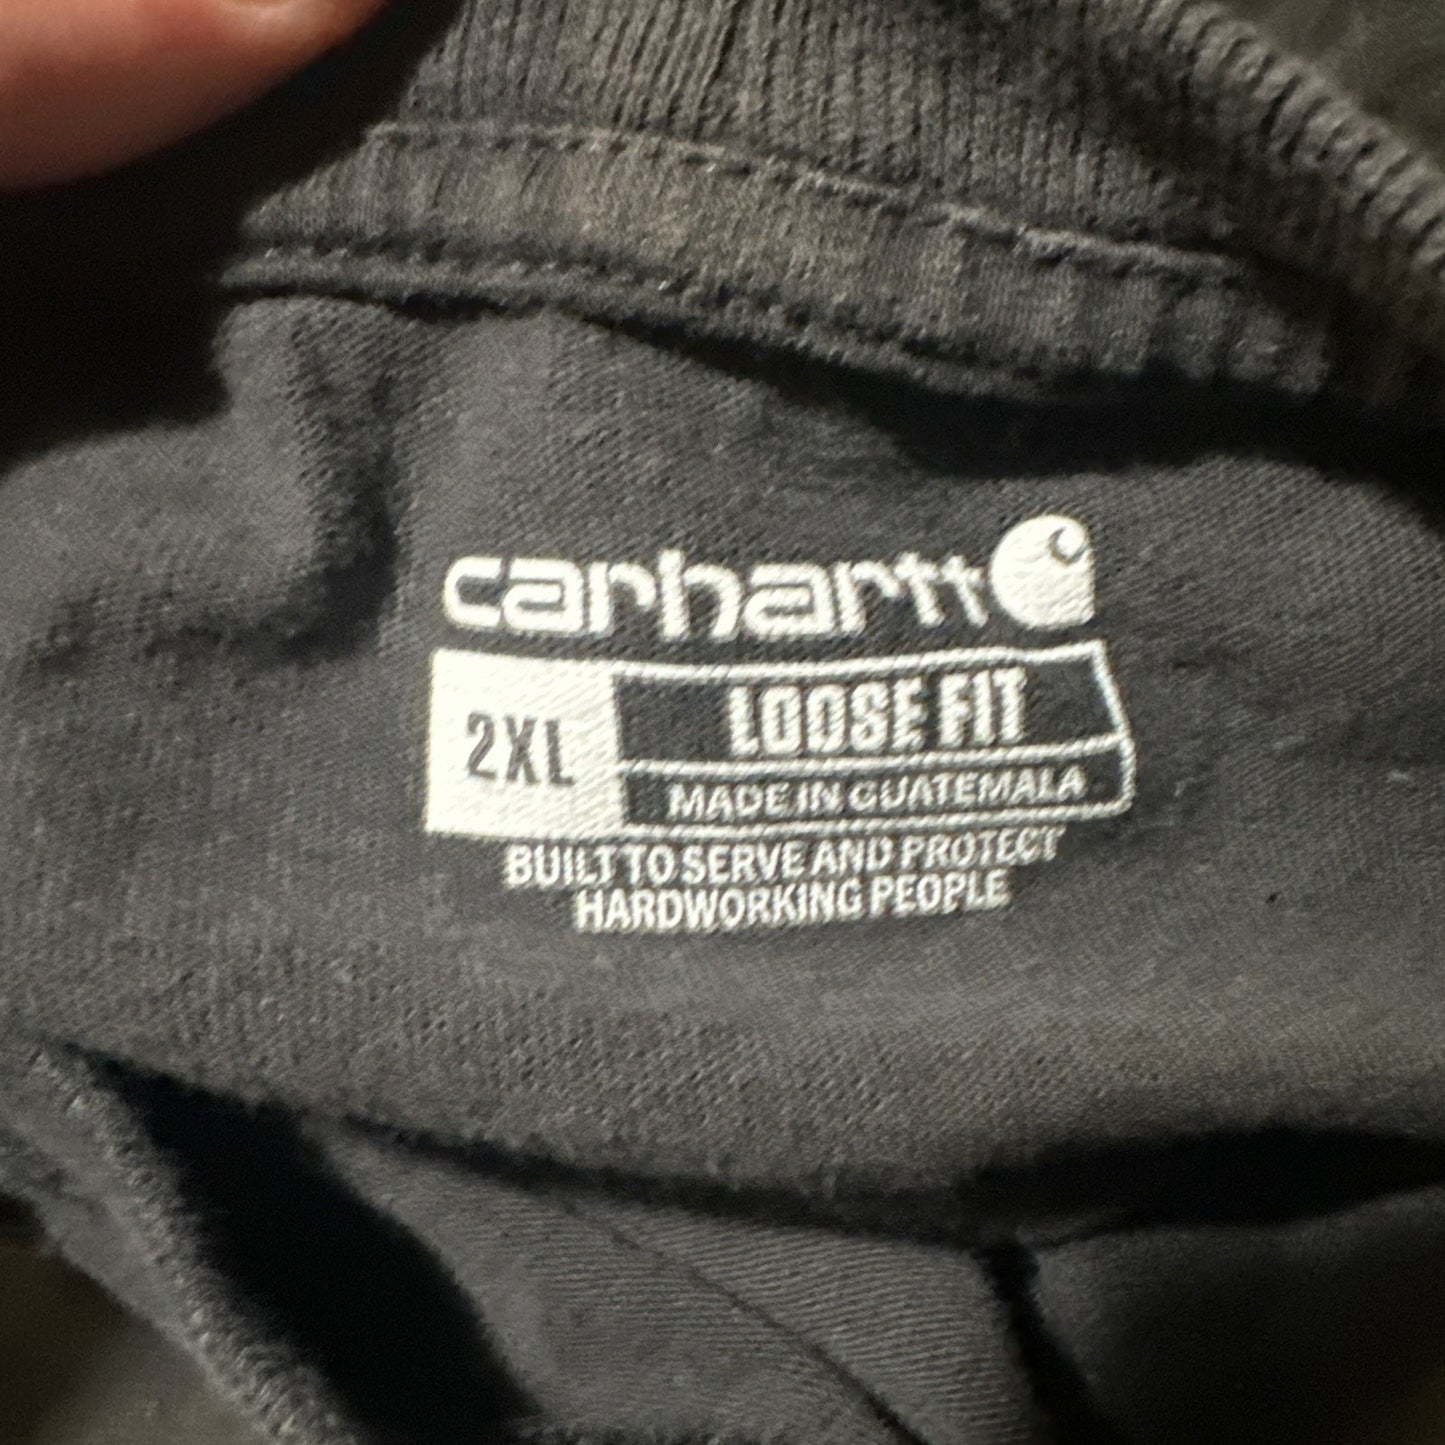 carhartt
2XL
LOOSE FIT
MADE IN GUATEMALA
BUILT TO SERVE AND PROTECT
HARDWORKING PEOPLE